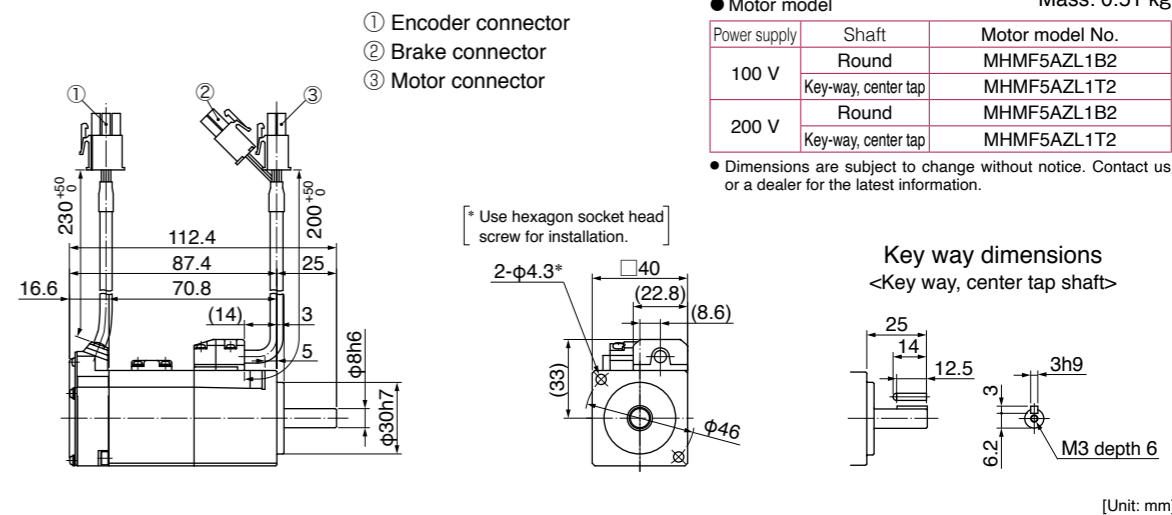 ① Encoder connector
② Brake connector
③ Motor connector
● Motor model
Mass: 0.51 kg
Power supply Shaft Motor model No.
100 V Round MHMF5AZL1B2
Key-way, center tap MHMF5AZL1T2
200 V Round MHMF5AZL1B2
Key-way, center tap MHMF5AZL1T2
● Dimensions are subject to change without notice. Contact us
or a dealer for the latest information.
① ② ③
230 +50 0
200 +50 0
112.4
87.4 25
16.6 70.8
(14) 3
5
φ8h6
φ30h7
* Use hexagon socket head
screw for installation.
2-φ4.3*
□40
(22.8)
(8.6)
(33)
φ46
Key way dimensions
<Key way, center tap shaft>
25
14
12.5
3h9
3
6.2
M3 depth 6
[Unit: mm]